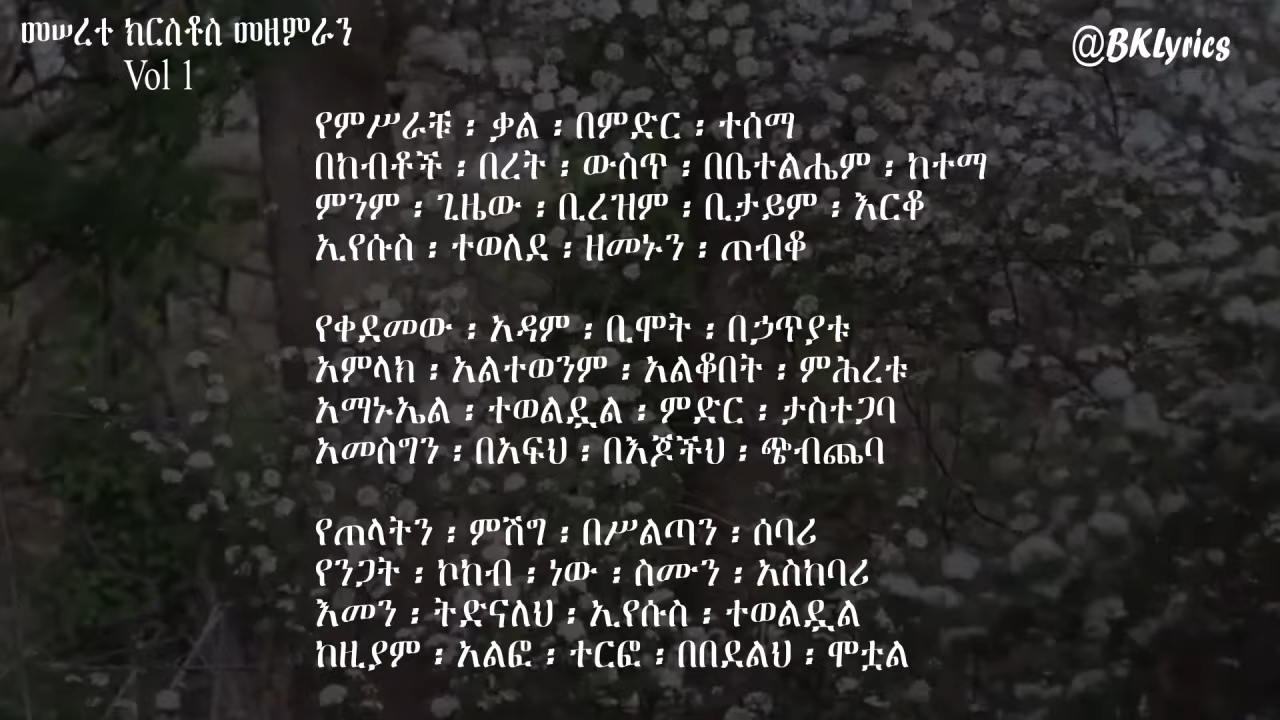 መሠረተ ክርስቶስ መዘምራን
Vol 1
@BKLyrics
የምሥራቹ ፡ ቃል ፡ በምድር ፡ ተሰማ
በከብቶች ፡ በረት ፡ ውስጥ ፡ በቤተልሔም ፡ ከተማ
ምንም ፡ ጊዜው ፡ ቢረዝም ፡ ቢታይም ፡ እርቆ
ኢየሱስ ፡ ተወለደ ፡ ዘመኑን ፡ ጠብቆ
የቀደመው ፡ አዳም ፡ ቢሞት ፡ በኃጥያቱ
አምላክ ፡ አልተወንም ፡ አልቆበት ፡ ምሕረቱ
አማኑኤል ፡ ተወልዷል ፡ ምድር ፡ ታስተጋባ
አመስግን ፡ በአፍህ ፡ በእጆችህ ፡ ጭብጨባ
የጠላትን ፡ ምሽግ ፡ በሥልጣን ፡ ሰባሪ
የንጋት ፡ ኮከብ ፡ ነው ፡ ስሙን ፡ አስከባሪ
እመን ፡ ትድናለህ ፡ ኢየሱስ ፡ ተወልዷል
ከዚያም ፡ አልፎ ፡ ተርፎ ፡ በበደልህ ፡ ሞቷል